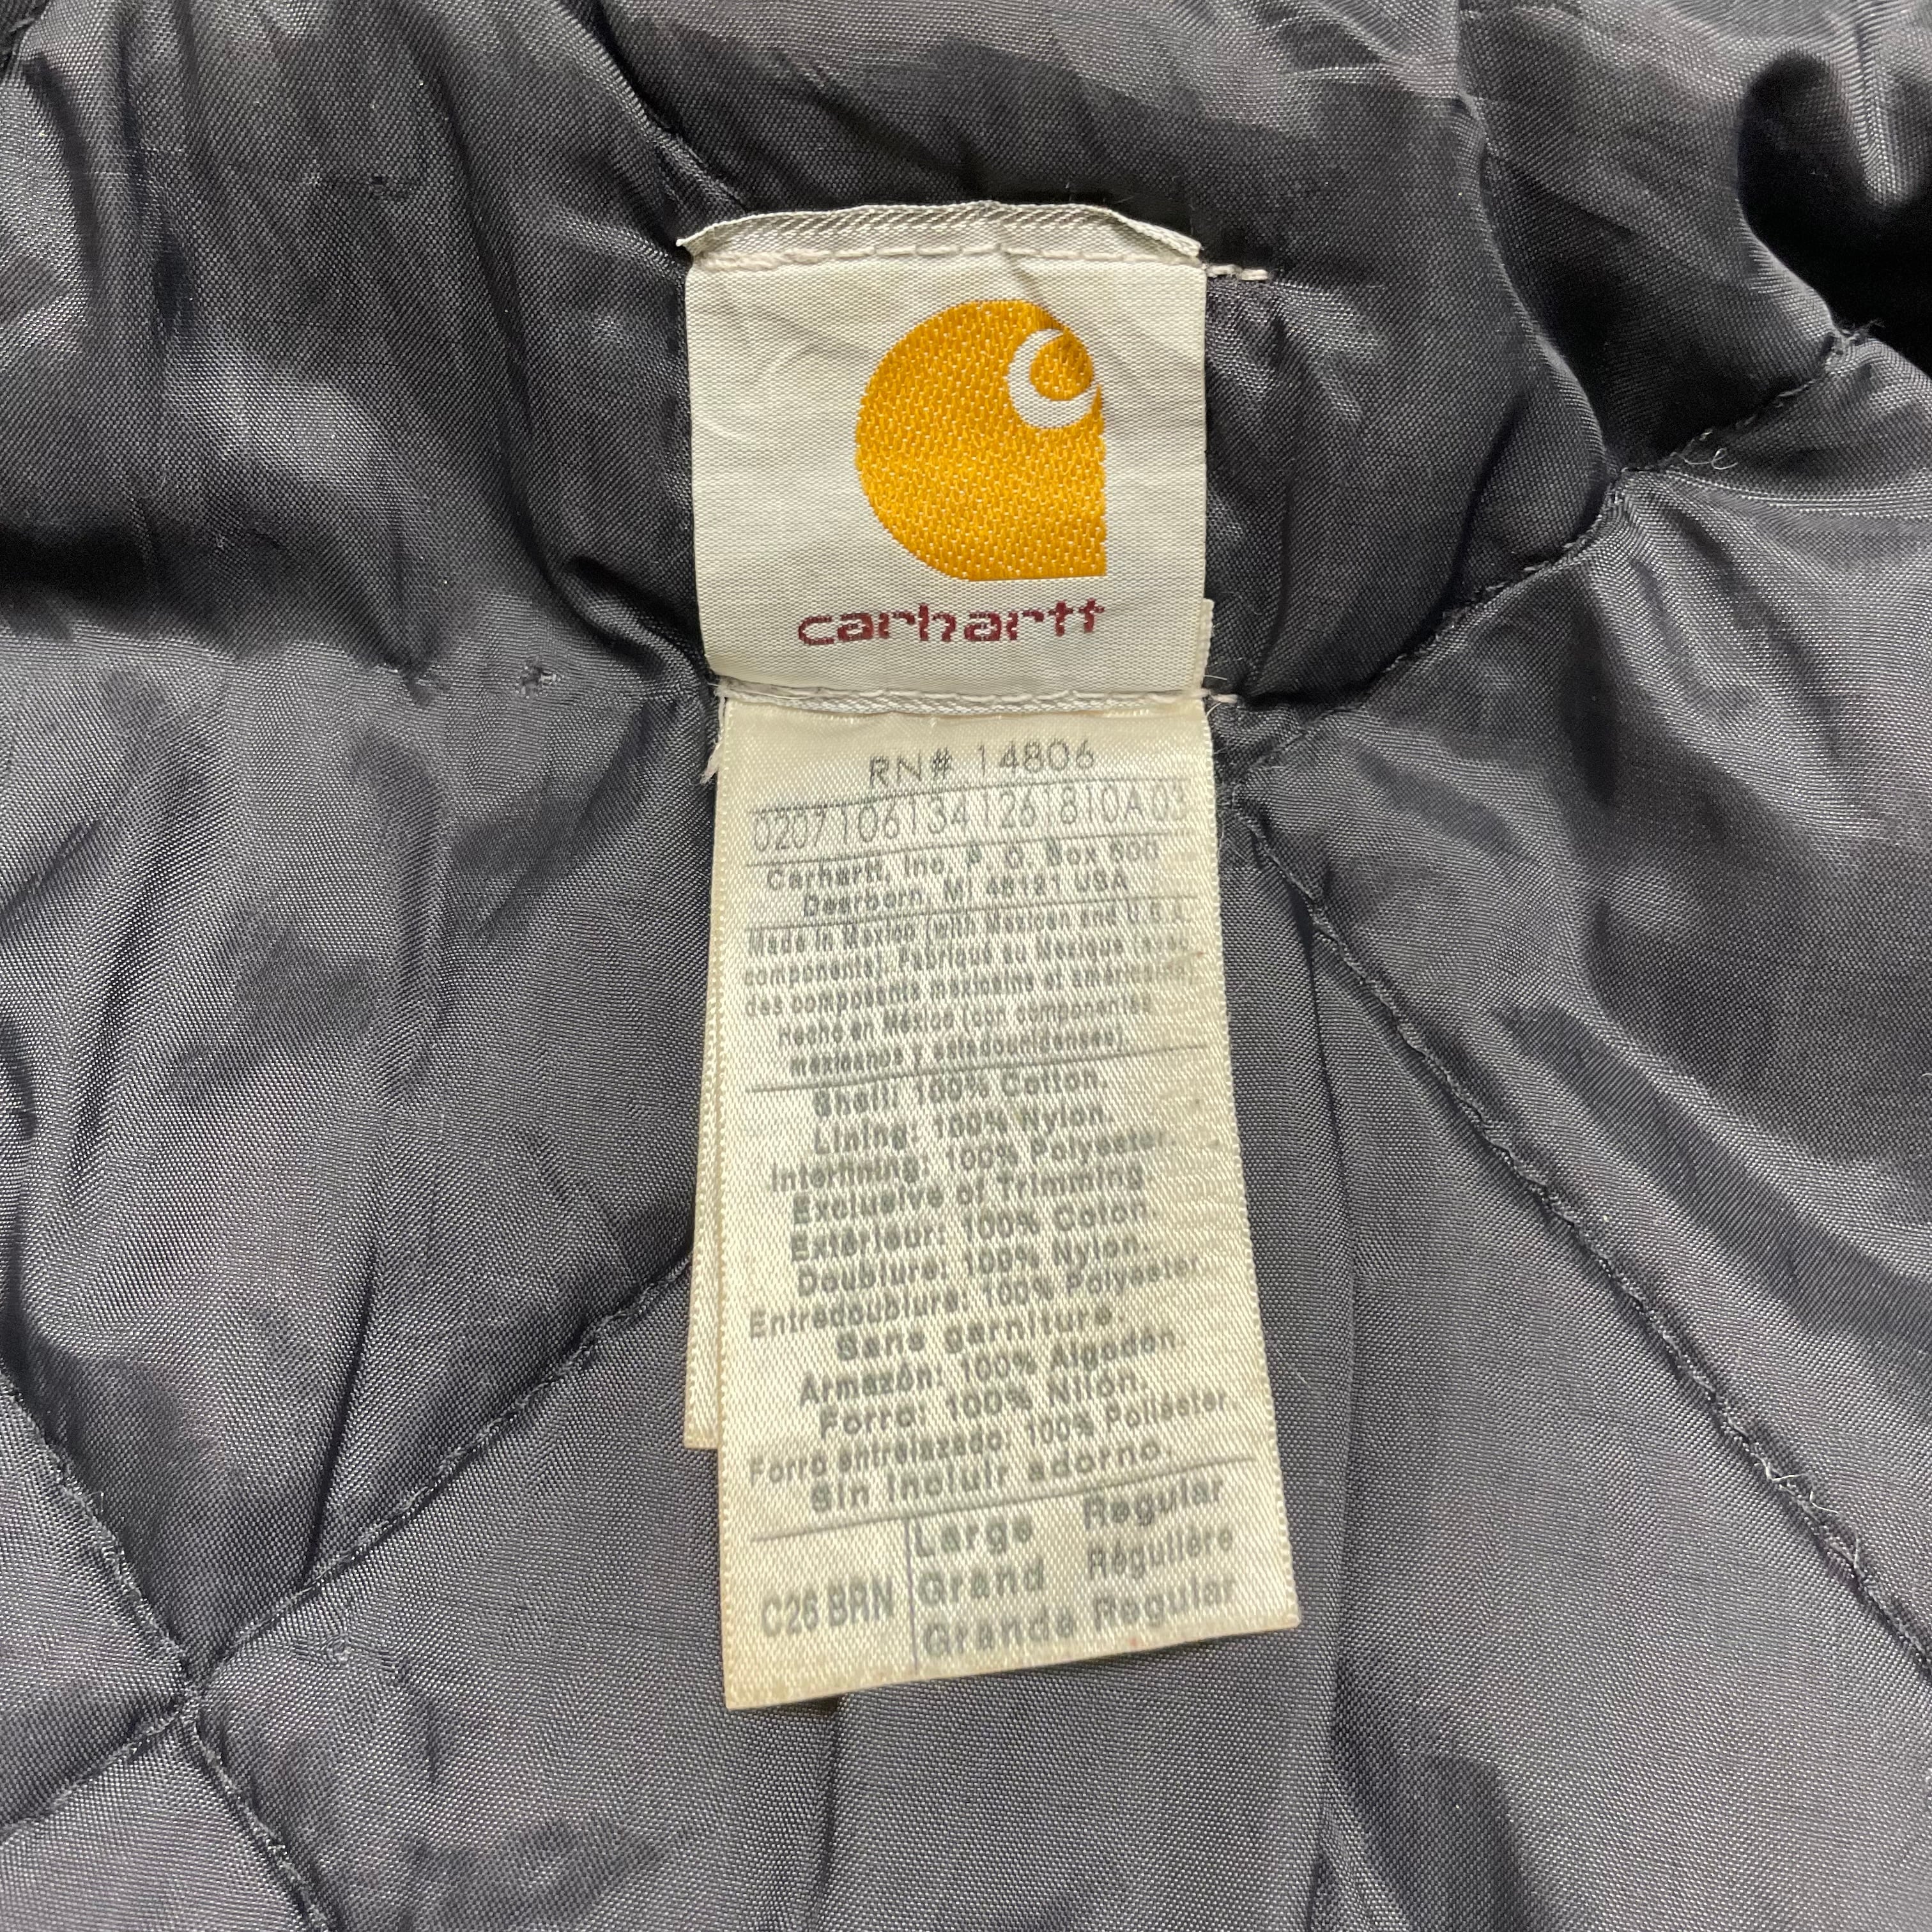 carhartt
RN# 14806
02071061341261810A03
Carhartt, Inc. P. O. Box 600
Dearborn, MI 48121 USA
Made in Mexico (with Mexican and U.S.A.
components). Fabriqué au Mexique (avec
des composants mexicains et américains)
Hecho en México (con componentes
mexicanos y estadounidenses)
Shell: 100% Cotton.
Lining: 100% Nylon.
Interlining: 100% Polyester.
Exclusive of Trimming
Extérieur: 100% Coton
Doublure: 100% Nylon.
Entredoublure: 100% Polyester
Sans garniture.
Armazón: 100% Algodón.
Forro: 100% Nilón.
Forro entrelazado: 100% Poliéster
Sin incluir adorno.
C26 BRN
Large Regular
Grand Régulière
Grande Regular